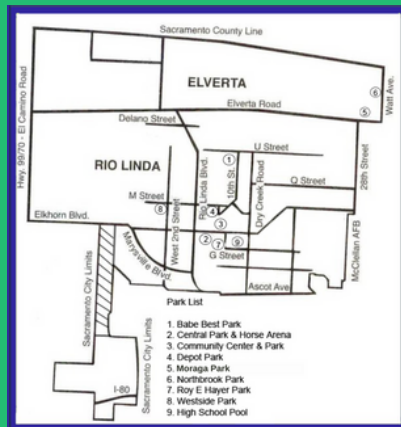 Sacramento County Line
ELVERTA
Hwy. 99/70 - El Camino Road
Watt Ave.
6
5
Elverta Road
Delano Street
U Street
1
RIO LINDA
Rio Linda Blvd.
10th St.
Dry Creek Road
Q Street
28th Street
M Street
8
4
3
Elkhorn Blvd.
West 2nd Street
2
7
9
G Street
Marysville Blvd.
McClellan AFB
Ascot Ave.
Sacramento City Limits
Sacramento City Limits
I-80
Park List
1. Babe Best Park
2. Central Park & Horse Arena
3. Community Center & Park
4. Depot Park
5. Moraga Park
6. Northbrook Park
7. Roy E Hayer Park
8. Westside Park
9. High School Pool